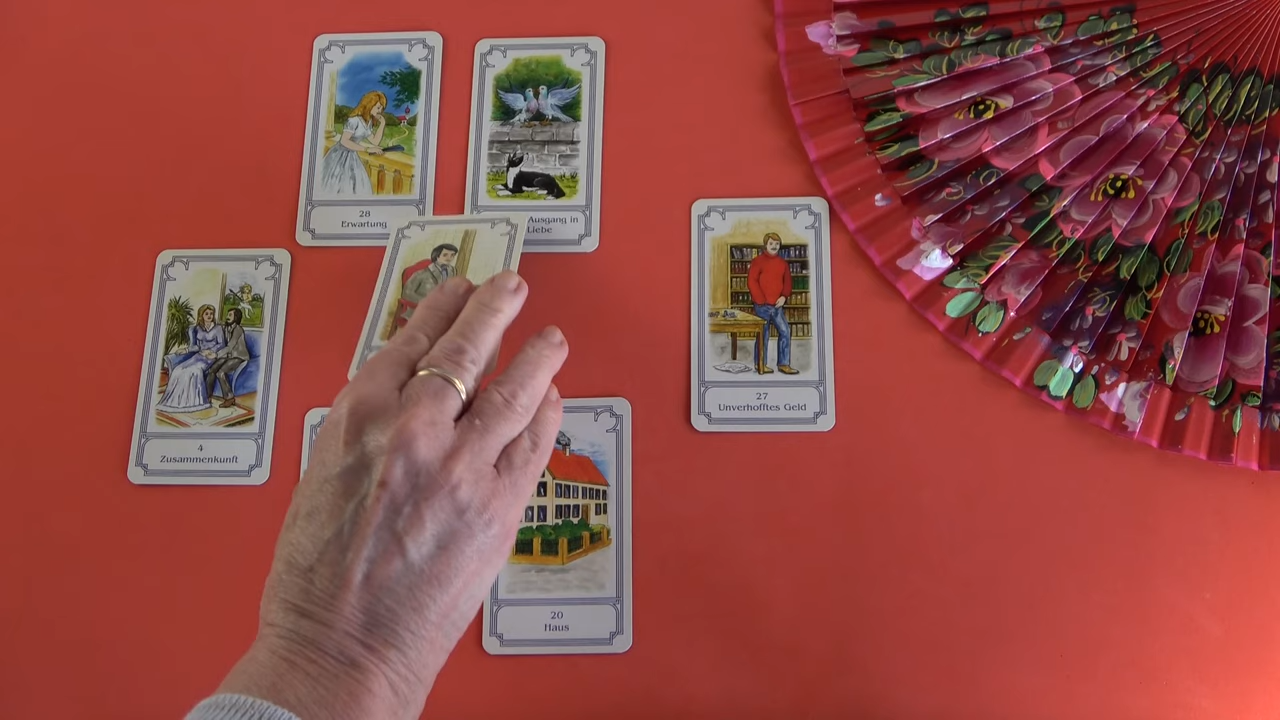 28
Erwartung
Ausgang in
Liebe
4
Zusammenkunft
27
Unverhofftes Geld
20
Haus